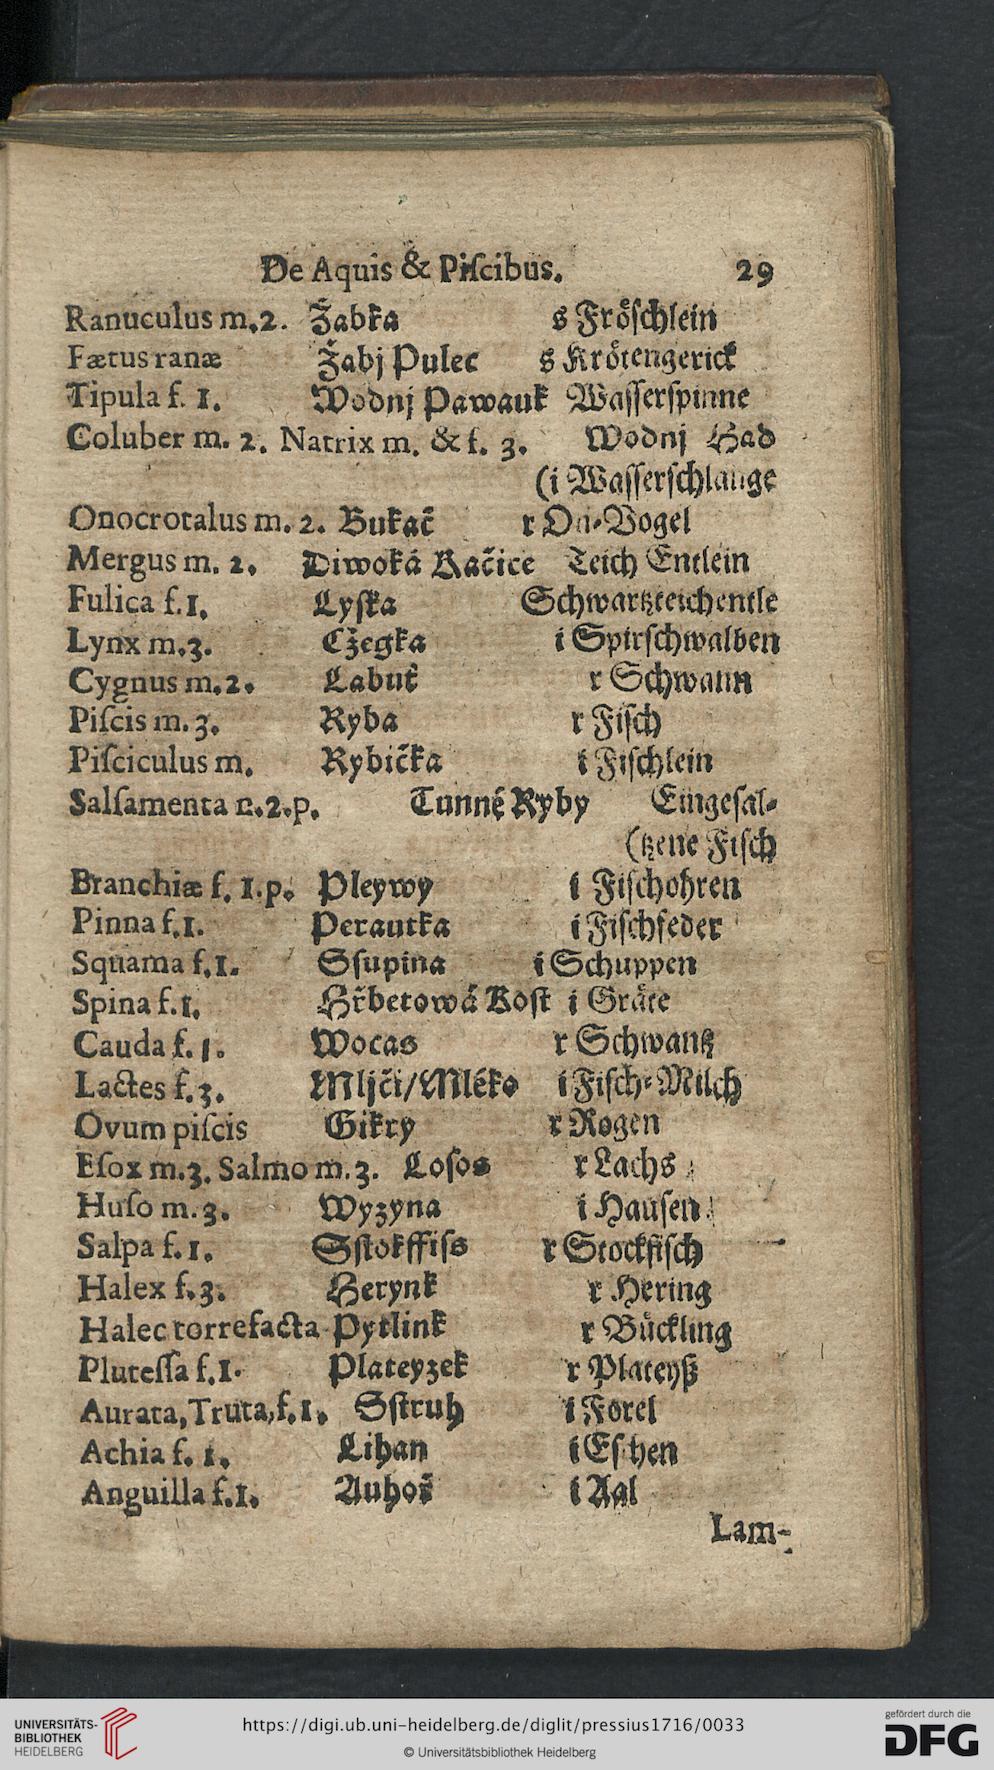 De Aquis & Piſcibus. 29
Ranuculus m.2. Žabka s Fröſchlein
Fætus ranæ Žabj Pulec s Krötengerick
Tipula f. 1. Wodnj Pawauk Waſſerſpinne
Coluber m. 2. Natrix m. & f. 3. Wodnj Had
(i Waſſerſchlange
Onocrotalus m. 2. Bukač r On-Vogel
Mergus m. 2. Diwoká Kačice Teich Entlein
Fulica f.1. Lyſka Schwartzteichentle
Lynx m.3. Cžegka i Spirſchwalben
Cygnus m.2. Labuť r Schwann
Piſcis m. 3. Ryba r Fiſch
Piſciculus m. Rybička i Fiſchlein
Salſamenta n.2.p. Tunné Ryby Eingeſal-
(tzene Fiſch
Branchiæ f. 1.p. Pleywy i Fiſchohren
Pinna f.1. Perautka i Fiſchfeder
Squama f.1. Sſupina i Schuppen
Spina f.1. Hřbetowá Koſt i Gräte
Cauda f. 1. Wocas r Schwantz
Lactes f.3. Mljči/Mléko i Fiſch-Milch
Ovum piſcis Gikry r Rogen
Eſox m.3. Salmo m.3. Loſos r Lachs
Huſo m.3. Wyzyna i Hauſen
Salpa f.1. Sſtokffiſs r Stockfiſch
Halex f.3. Herynk r Hering
Halec torrefacta Pytlink r Bückling
Pluteſſa f.1. Plateyzek r Plateyß
Aurata, Truta, f.1. Sſtruh i Forel
Achia f. 1. Lihan i Eſchen
Anguilla f.1. Auhoř i Aal
Lam-
UNIVERSITÄTS-
BIBLIOTHEK
HEIDELBERG
https://digi.ub.uni-heidelberg.de/diglit/pressius1716/0033
© Universitätsbibliothek Heidelberg
gefördert durch die
DFG